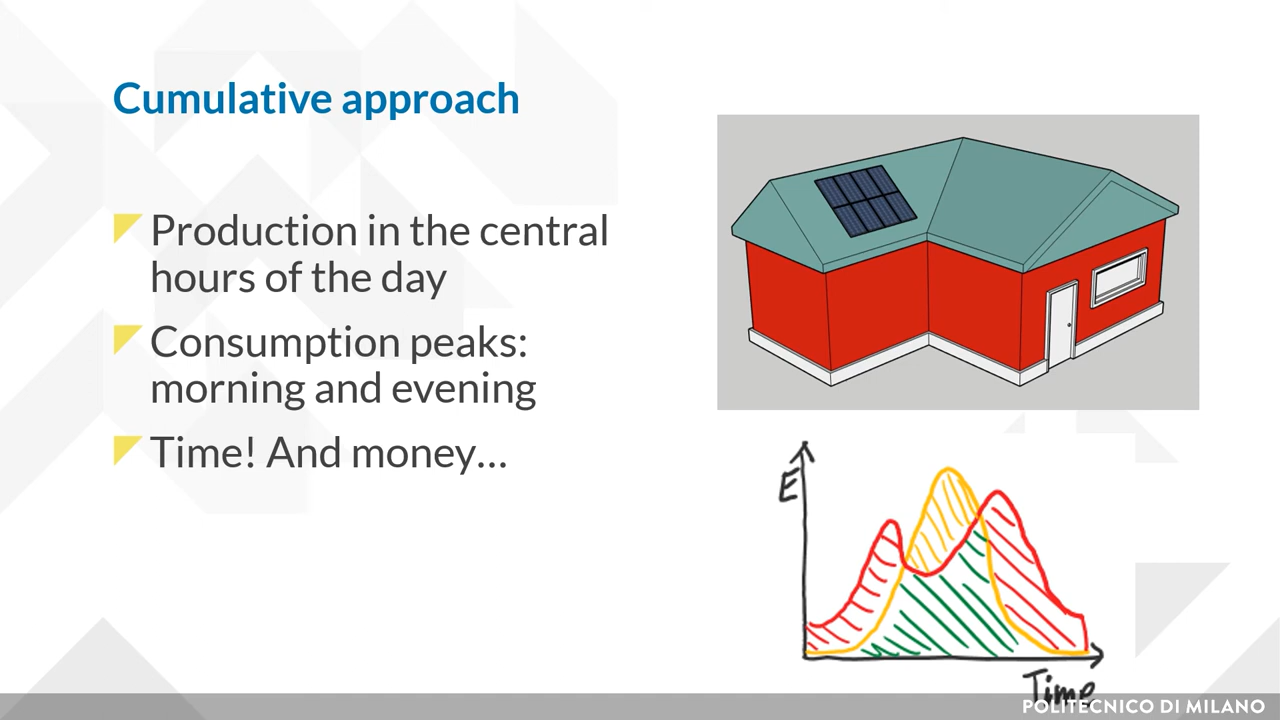 Cumulative approach
Production in the central
hours of the day
Consumption peaks:
morning and evening
Time! And money...
E
Time
POLITECNICO DI MILANO